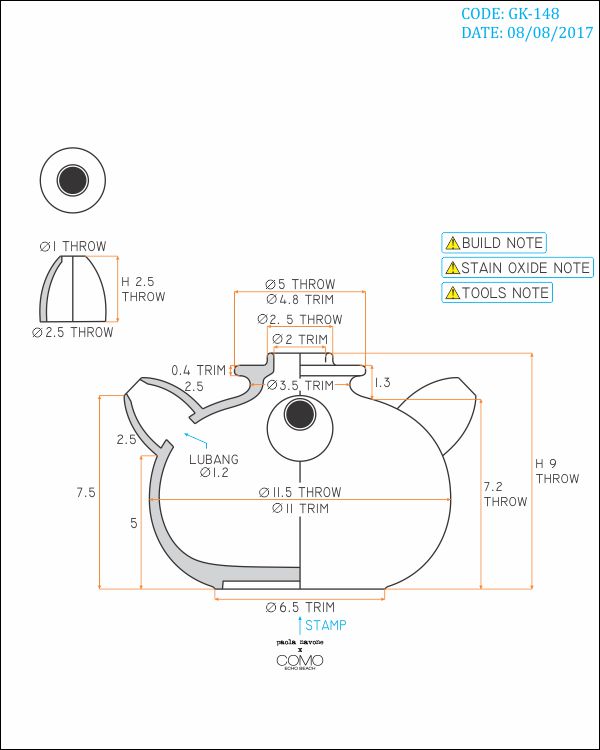 CODE: GK-148
DATE: 08/08/2017
Ø1 THROW
H 2.5
THROW
Ø2.5 THROW
BUILD NOTE
STAIN OXIDE NOTE
TOOLS NOTE
Ø5 THROW
Ø4.8 TRIM
Ø2.5 THROW
Ø2 TRIM
0.4 TRIM
2.5
Ø3.5 TRIM
1.3
2.5
LUBANG
Ø1.2
H 9
THROW
7.5
5
Ø11.5 THROW
Ø11 TRIM
7.2
THROW
Ø6.5 TRIM
STAMP
paola navone
x
COMO
ECHO BEACH